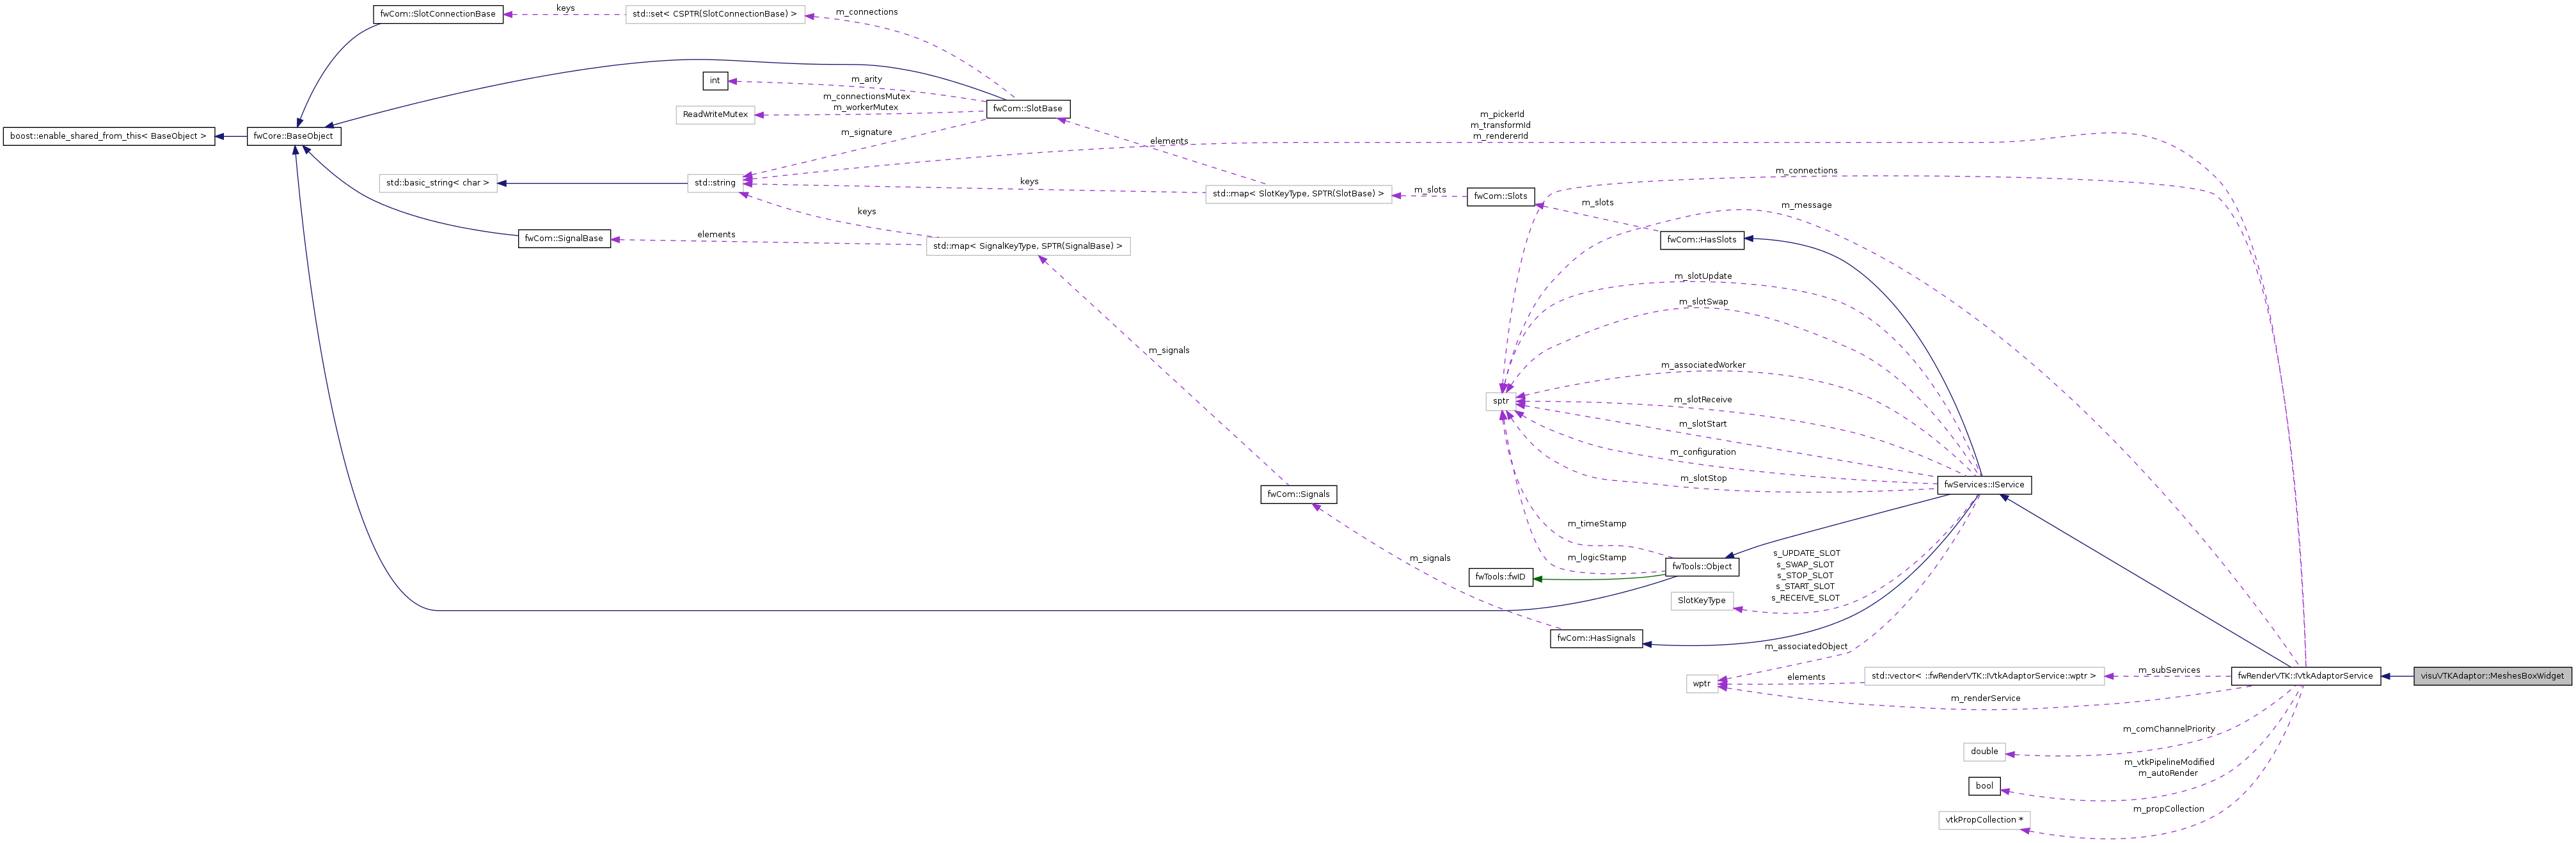 fwCom::SlotConnectionBase
keys
std::set< CSPTR(SlotConnectionBase) >
m_connections
int
m_arity
ReadWriteMutex
m_connectionsMutex
m_workerMutex
fwCom::SlotBase
boost::enable_shared_from_this< BaseObject >
fwCore::BaseObject
m_signature
elements
m_pickerId
m_transformId
m_rendererId
std::basic_string< char >
std::string
keys
std::map< SlotKeyType, SPTR(SlotBase) >
m_slots
fwCom::Slots
m_slots
m_connections
m_message
keys
fwCom::SignalBase
elements
std::map< SignalKeyType, SPTR(SignalBase) >
fwCom::HasSlots
m_slotUpdate
m_slotSwap
m_signals
m_associatedWorker
sptr
m_slotReceive
m_slotStart
m_configuration
m_slotStop
fwServices::IService
fwCom::Signals
m_timeStamp
m_logicStamp
m_signals
fwTools::fwID
fwTools::Object
s_UPDATE_SLOT
s_SWAP_SLOT
s_STOP_SLOT
s_START_SLOT
s_RECEIVE_SLOT
SlotKeyType
fwCom::HasSignals
m_associatedObject
wptr
elements
std::vector< ::fwRenderVTK::IVtkAdaptorService::wptr >
m_subServices
fwRenderVTK::IVtkAdaptorService
visuVTKAdaptor::MeshesBoxWidget
m_renderService
m_comChannelPriority
double
m_vtkPipelineModified
m_autoRender
bool
m_propCollection
vtkPropCollection *